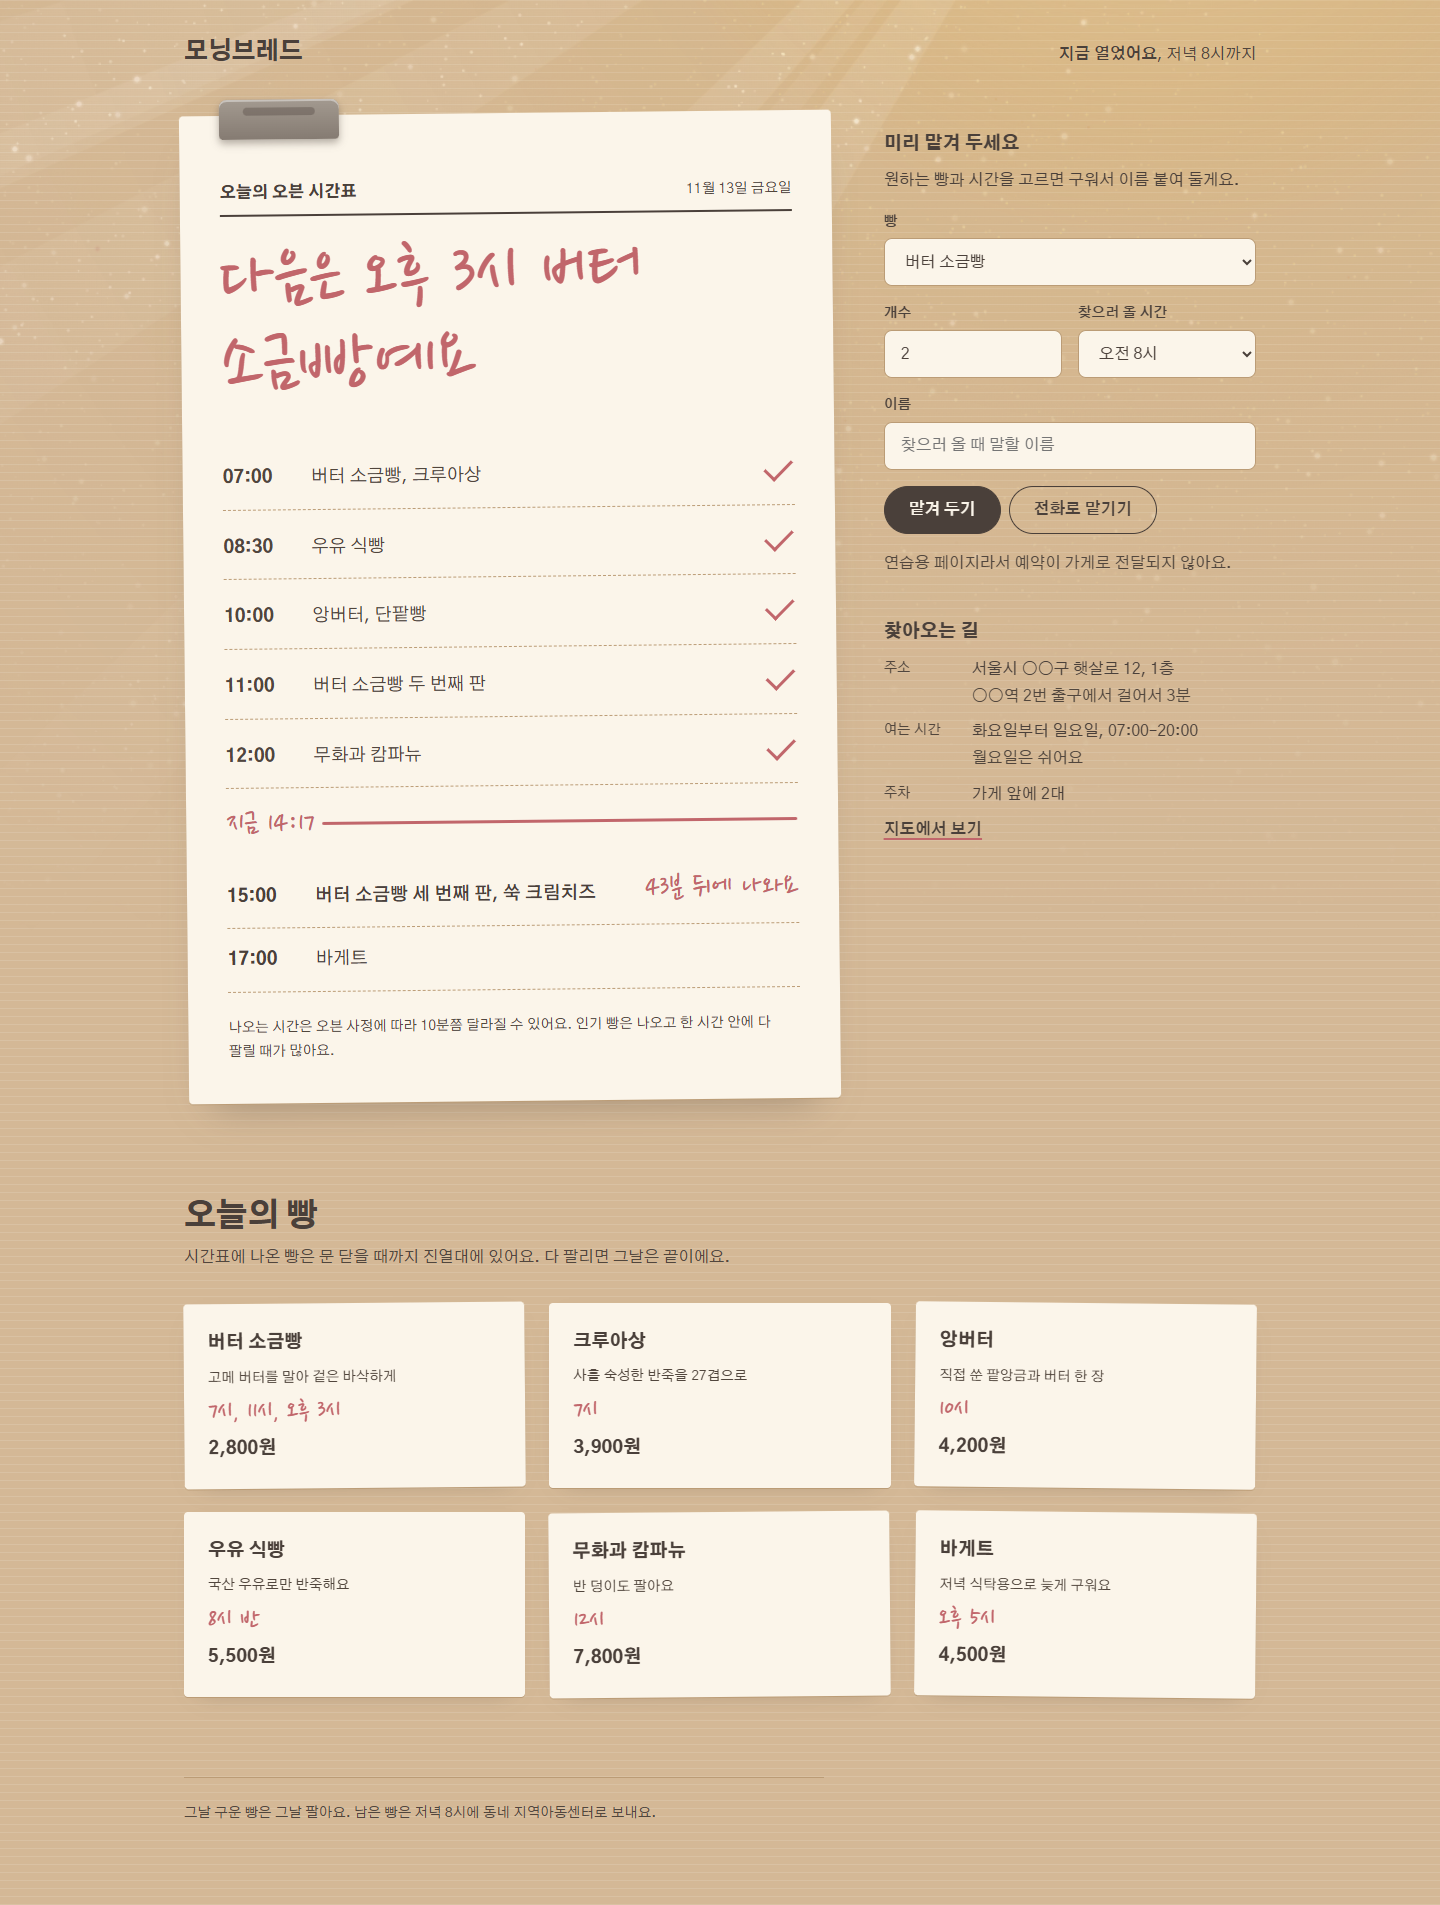 모닝브레드
지금 열었어요, 저녁 8시까지
오늘의 오븐 시간표
11월 13일 금요일
다음은 오후 3시 버터
소금빵예요
07:00 버터 소금빵, 크루아상
08:30 우유 식빵
10:00 앙버터, 단팥빵
11:00 버터 소금빵 두 번째 판
12:00 무화과 캄파뉴
지금 14:17
15:00 버터 소금빵 세 번째 판, 쑥 크림치즈 43분 뒤에 나와요
17:00 바게트
나오는 시간은 오븐 사정에 따라 10분쯤 달라질 수 있어요. 인기 빵은 나오고 한 시간 안에 다
팔릴 때가 많아요.
미리 맡겨 두세요
원하는 빵과 시간을 고르면 구워서 이름 붙여 둘게요.
빵
버터 소금빵
개수
찾으러 올 시간
2
오전 8시
이름
찾으러 올 때 말할 이름
맡겨 두기
전화로 맡기기
연습용 페이지라서 예약이 가게로 전달되지 않아요.
찾아오는 길
주소 서울시 〇〇구 햇살로 12, 1층
〇〇역 2번 출구에서 걸어서 3분
여는 시간 화요일부터 일요일, 07:00–20:00
월요일은 쉬어요
주차 가게 앞에 2대
지도에서 보기
오늘의 빵
시간표에 나온 빵은 문 닫을 때까지 진열대에 있어요. 다 팔리면 그날은 끝이에요.
버터 소금빵
고메 버터를 말아 겉은 바삭하게
7시, 11시, 오후 3시
2,800원
크루아상
사흘 숙성한 반죽을 27겹으로
7시
3,900원
앙버터
직접 쑨 팥앙금과 버터 한 장
10시
4,200원
우유 식빵
국산 우유로만 반죽해요
8시 반
5,500원
무화과 캄파뉴
반 덩이도 팔아요
12시
7,800원
바게트
저녁 식탁용으로 늦게 구워요
오후 5시
4,500원
그날 구운 빵은 그날 팔아요. 남은 빵은 저녁 8시에 동네 지역아동센터로 보내요.